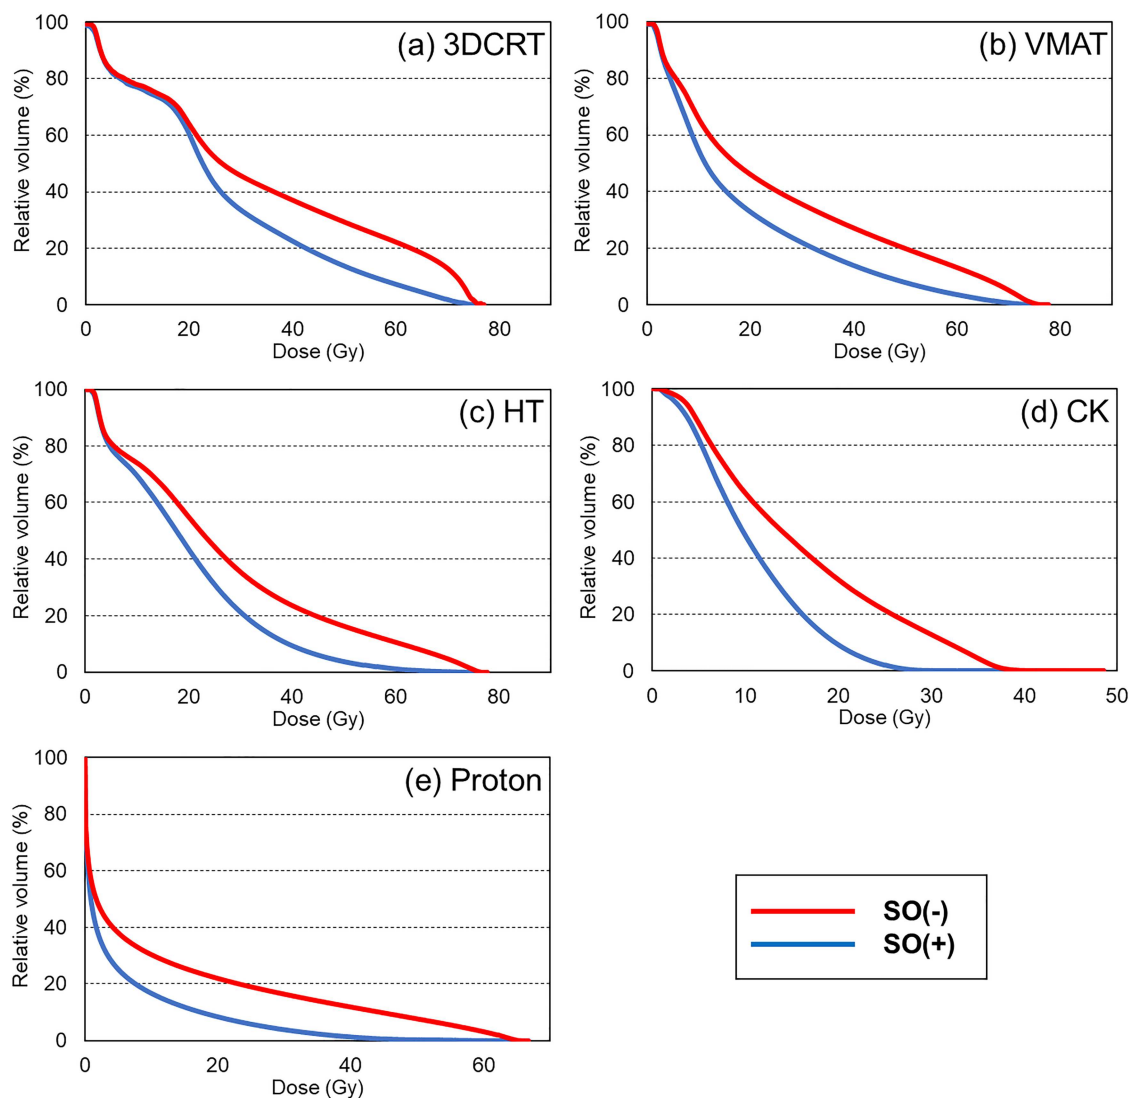 (a) 3DCRT
Relative volume (%)
100
80
60
40
20
0
0 20 40 60 80
Dose (Gy)
(b) VMAT
Relative volume (%)
100
80
60
40
20
0
0 20 40 60 80
Dose (Gy)
(c) HT
Relative volume (%)
100
80
60
40
20
0
0 20 40 60 80
Dose (Gy)
(d) CK
Relative volume (%)
100
80
60
40
20
0
0 10 20 30 40 50
Dose (Gy)
(e) Proton
Relative volume (%)
100
80
60
40
20
0
0 20 40 60
Dose (Gy)
SO(-)
SO(+)